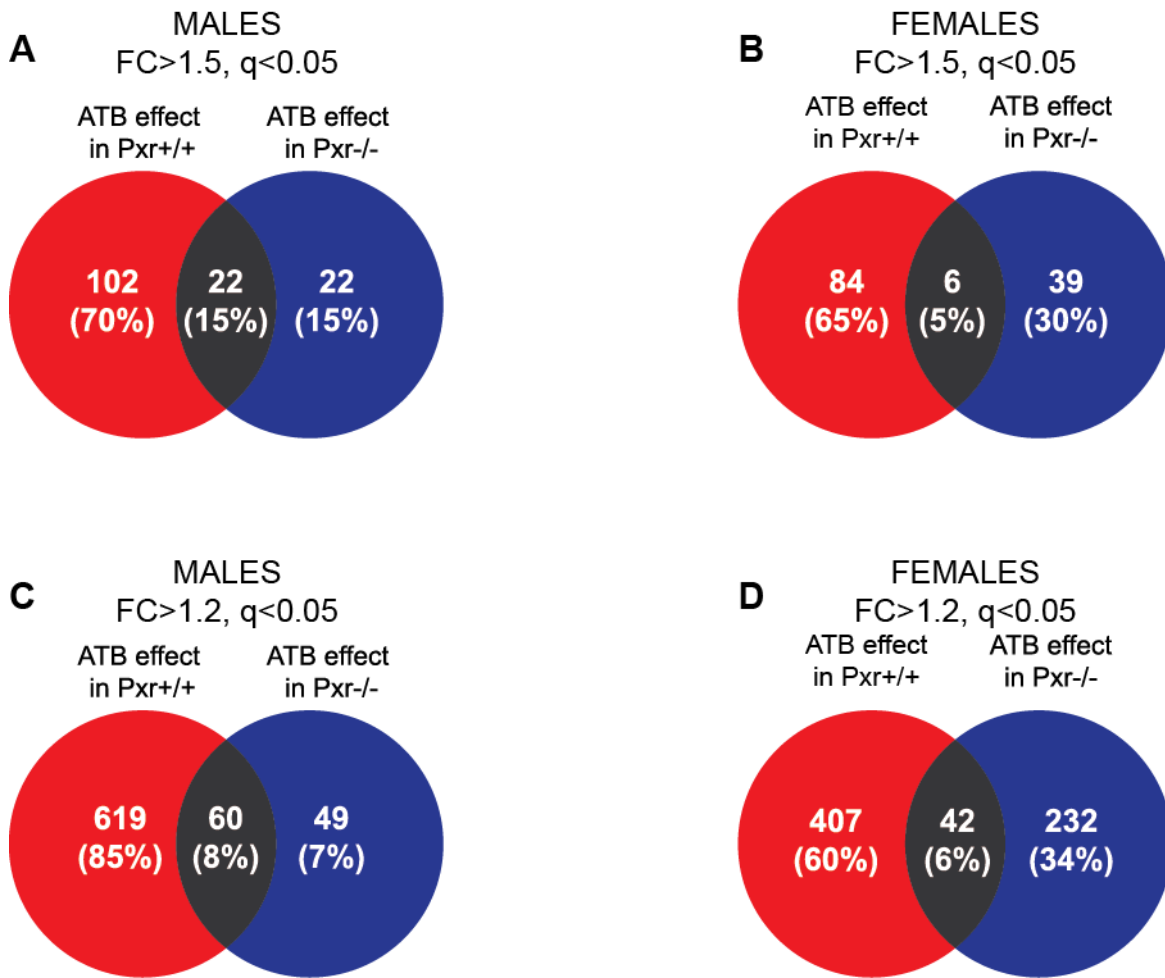 A
MALES
FC>1.5, q<0.05
ATB effect
in Pxr+/+
ATB effect
in Pxr-/-
102
(70%)
22
(15%)
22
(15%)
B
FEMALES
FC>1.5, q<0.05
ATB effect
in Pxr+/+
ATB effect
in Pxr-/-
84
(65%)
6
(5%)
39
(30%)
C
MALES
FC>1.2, q<0.05
ATB effect
in Pxr+/+
ATB effect
in Pxr-/-
619
(85%)
60
(8%)
49
(7%)
D
FEMALES
FC>1.2, q<0.05
ATB effect
in Pxr+/+
ATB effect
in Pxr-/-
407
(60%)
42
(6%)
232
(34%)